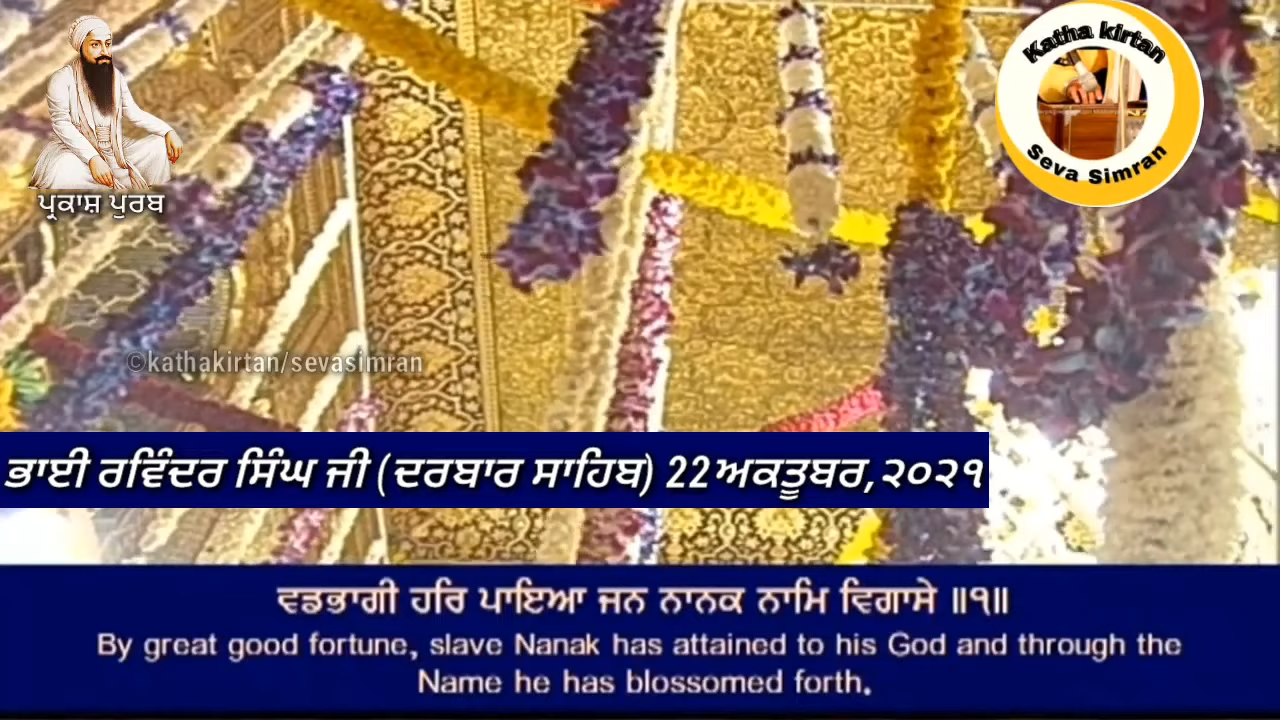 Katha kirtan
Seva Simran
ਪ੍ਰਕਾਸ਼ ਪੁਰਬ
©kathakirtan/sevasimran
ਭਾਈ ਰਵਿੰਦਰ ਸਿੰਘ ਜੀ (ਦਰਬਾਰ ਸਾਹਿਬ) 22ਅਕਤੂਬਰ,੨੦੨੧
ਵਡਭਾਗੀ ਹਰਿ ਪਾਇਆ ਜਨ ਨਾਨਕ ਨਾਮਿ ਵਿਗਾਸੇ ॥੧॥
By great good fortune, slave Nanak has attained to his God and through the
Name he has blossomed forth.